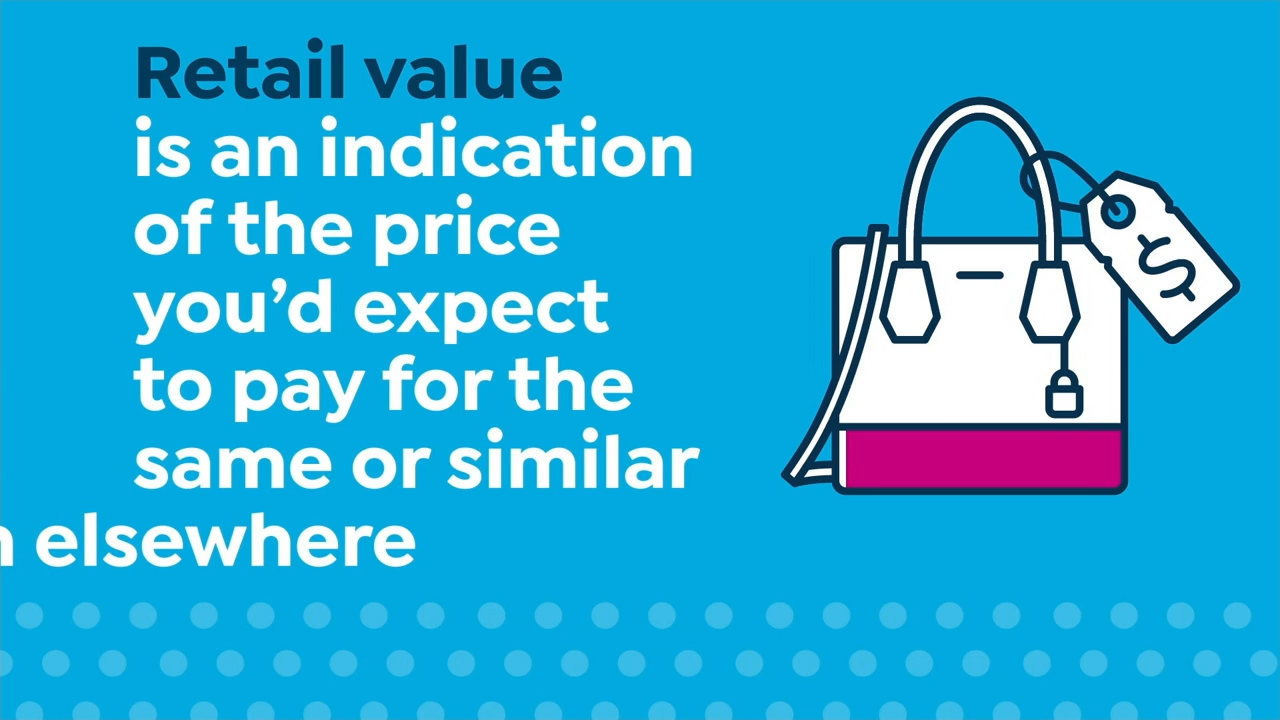 Retail value
is an indication
of the price
you’d expect
to pay for the
same or similar
elsewhere
$